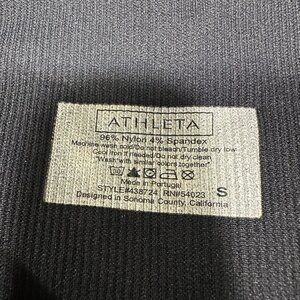 ATHLETA
96% Nylon 4% Spandex
Machine wash cold/Do not bleach/Tumble dry low
Cool iron if needed/Do not dry clean
"Wash with similar colors together"
Made in Portugal
STYLE#438724 RN#54023
Designed in Sonoma County, California
S